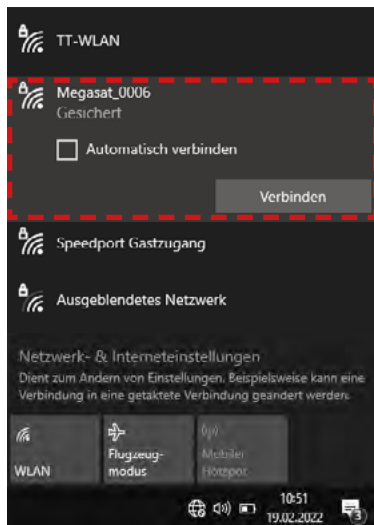 TT-WLAN
Megasat_0006
Gesichert
Automatisch verbinden
Verbinden
Speedport Gastzugang
Ausgeblendetes Netzwerk
Netzwerk- & Interneteinstellungen
Dient zum Ändern von Einstellungen. Beispielsweise kann eine
Verbindung in eine getaktete Verbindung geändert werden.
WLAN
Flugzeug-
modus
Mobiler
Hotspot
10:51
19.02.2022
3